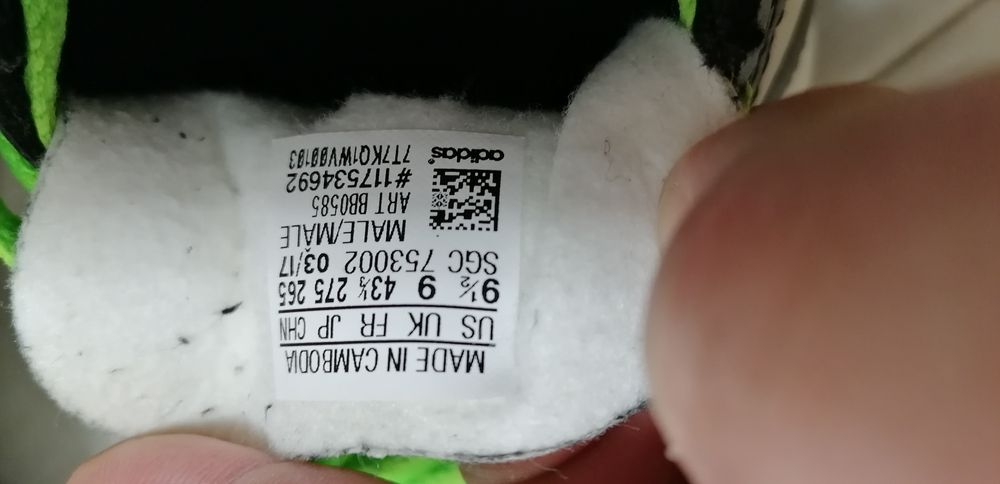 MADE IN CAMBODIA
US UK FR JP CHN
9½ 9 43⅓ 275 265
SGC 753002 03/17
MALE/MALE
ART BB0585
#117534692
adidas® 7T7KQ1WV00103